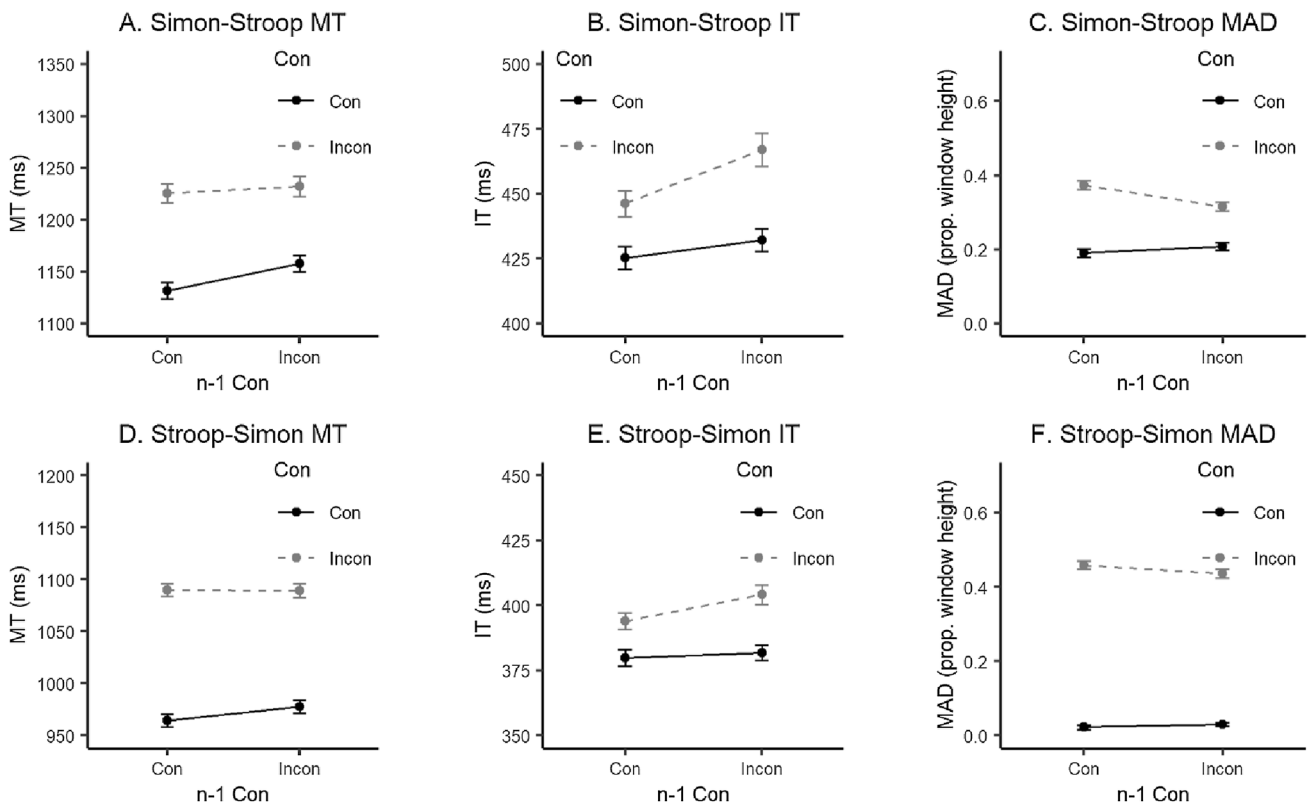 A. Simon-Stroop MT
MT (ms)
1350
1300
1250
1200
1150
1100
Con
Con
Incon
Con
Incon
n-1 Con
B. Simon-Stroop IT
IT (ms)
500
475
450
425
400
Con
Con
Incon
Con
Incon
n-1 Con
C. Simon-Stroop MAD
MAD (prop. window height)
0.6
0.4
0.2
0.0
Con
Con
Incon
Con
Incon
n-1 Con
D. Stroop-Simon MT
MT (ms)
1200
1150
1100
1050
1000
950
Con
Con
Incon
Con
Incon
n-1 Con
E. Stroop-Simon IT
IT (ms)
450
425
400
375
350
Con
Con
Incon
Con
Incon
n-1 Con
F. Stroop-Simon MAD
MAD (prop. window height)
0.6
0.4
0.2
0.0
Con
Con
Incon
Con
Incon
n-1 Con